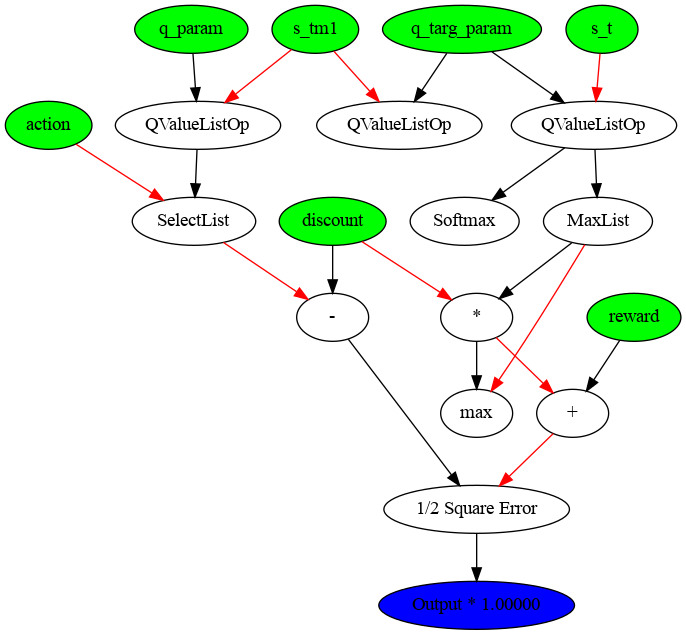 q_param
s_tm1
q_targ_param
s_t
action
QValueListOp
QValueListOp
QValueListOp
SelectList
discount
Softmax
MaxList
-
*
reward
max
+
1/2 Square Error
Output * 1.00000